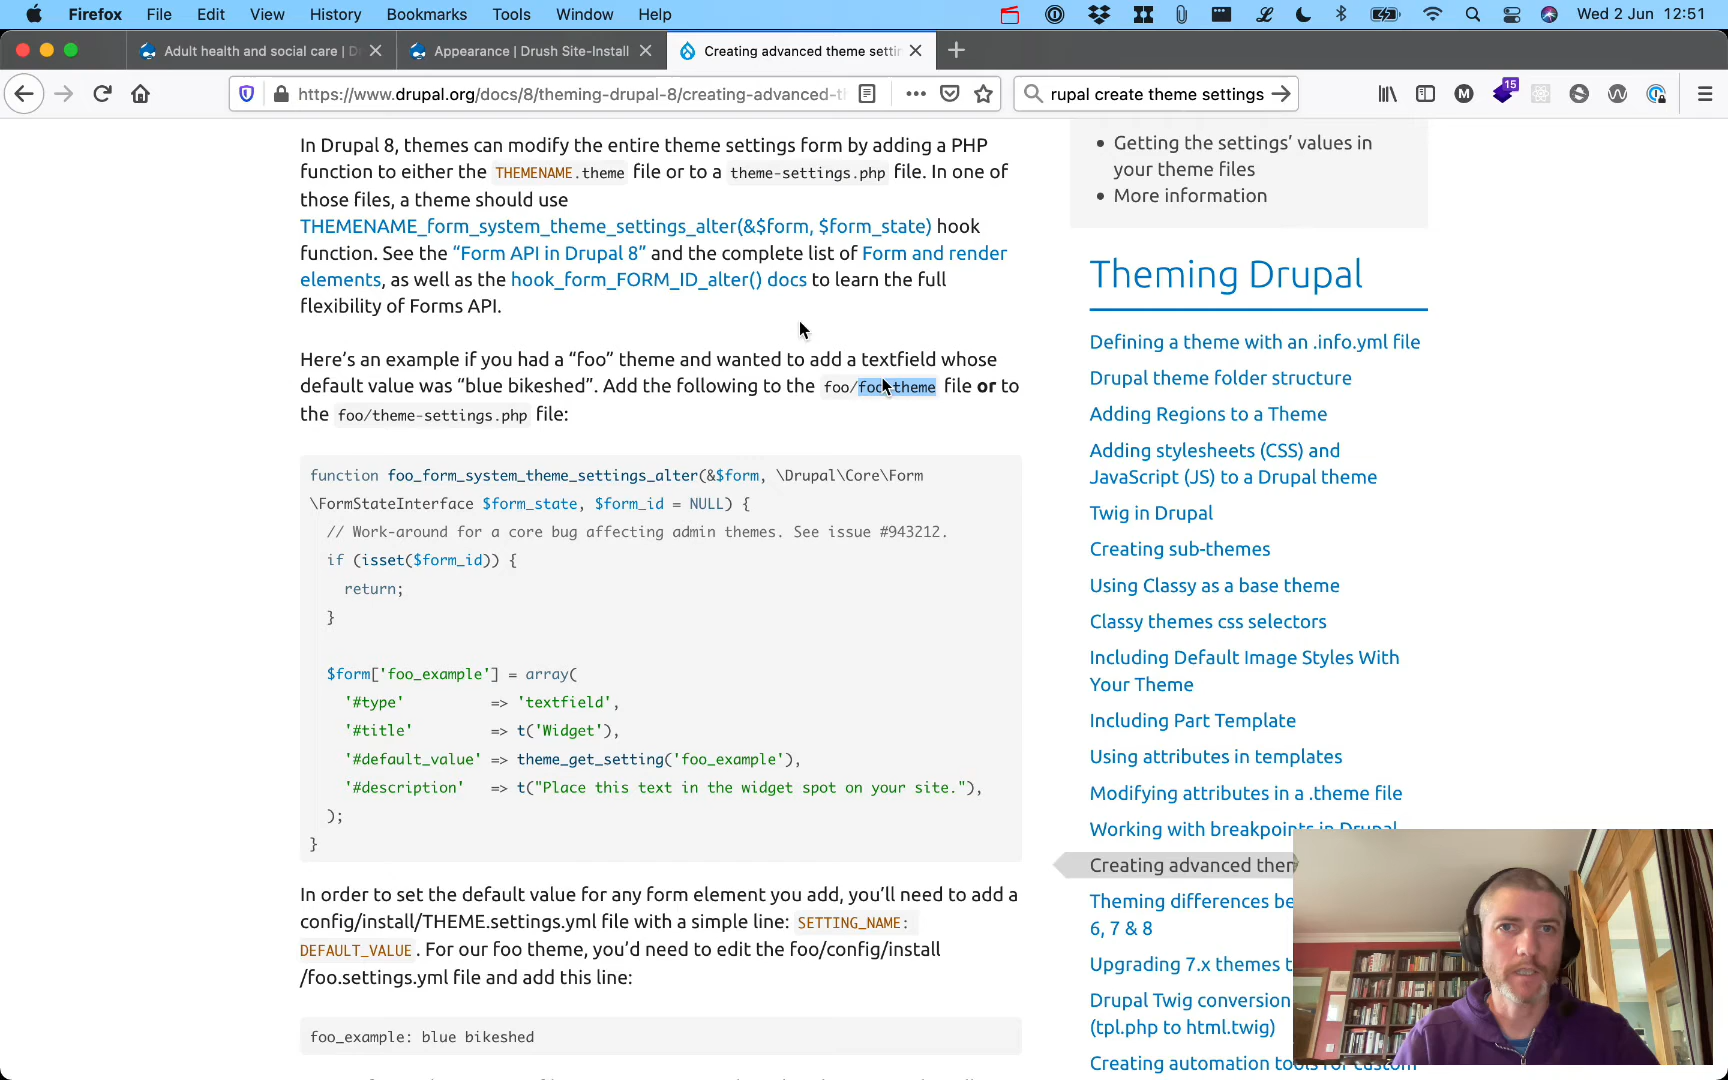 Firefox File Edit View History Bookmarks Tools Window Help Wed 2 Jun 12:51
Adult health and social care | D
Appearance | Drush Site-Install
Creating advanced theme setti
https://www.drupal.org/docs/8/theming-drupal-8/creating-advanced-t
rupal create theme settings
15
In Drupal 8, themes can modify the entire theme settings form by adding a PHP
function to either the THEMENAME.theme file or to a theme-settings.php file. In one of
those files, a theme should use
THEMENAME_form_system_theme_settings_alter(&$form, $form_state) hook
function. See the “Form API in Drupal 8” and the complete list of Form and render
elements, as well as the hook_form_FORM_ID_alter() docs to learn the full
flexibility of Forms API.
Here’s an example if you had a “foo” theme and wanted to add a textfield whose
default value was “blue bikeshed”. Add the following to the foo/foo.theme file or to
the foo/theme-settings.php file:
function foo_form_system_theme_settings_alter(&$form, \Drupal\Core\Form
\FormStateInterface $form_state, $form_id = NULL) {
// Work-around for a core bug affecting admin themes. See issue #943212.
if (isset($form_id)) {
return;
}
$form['foo_example'] = array(
'#type' => 'textfield',
'#title' => t('Widget'),
'#default_value' => theme_get_setting('foo_example'),
'#description' => t("Place this text in the widget spot on your site."),
);
}
In order to set the default value for any form element you add, you’ll need to add a
config/install/THEME.settings.yml file with a simple line: SETTING_NAME:
DEFAULT_VALUE. For our foo theme, you’d need to edit the foo/config/install
/foo.settings.yml file and add this line:
foo_example: blue bikeshed
Getting the settings’ values in
your theme files
More information
Theming Drupal
Defining a theme with an .info.yml file
Drupal theme folder structure
Adding Regions to a Theme
Adding stylesheets (CSS) and
JavaScript (JS) to a Drupal theme
Twig in Drupal
Creating sub-themes
Using Classy as a base theme
Classy themes css selectors
Including Default Image Styles With
Your Theme
Including Part Template
Using attributes in templates
Modifying attributes in a .theme file
Working with breakpoints in Drupal
Creating advanced them
Theming differences be
6, 7 & 8
Upgrading 7.x themes t
Drupal Twig conversion
(tpl.php to html.twig)
Creating automation tools for custom